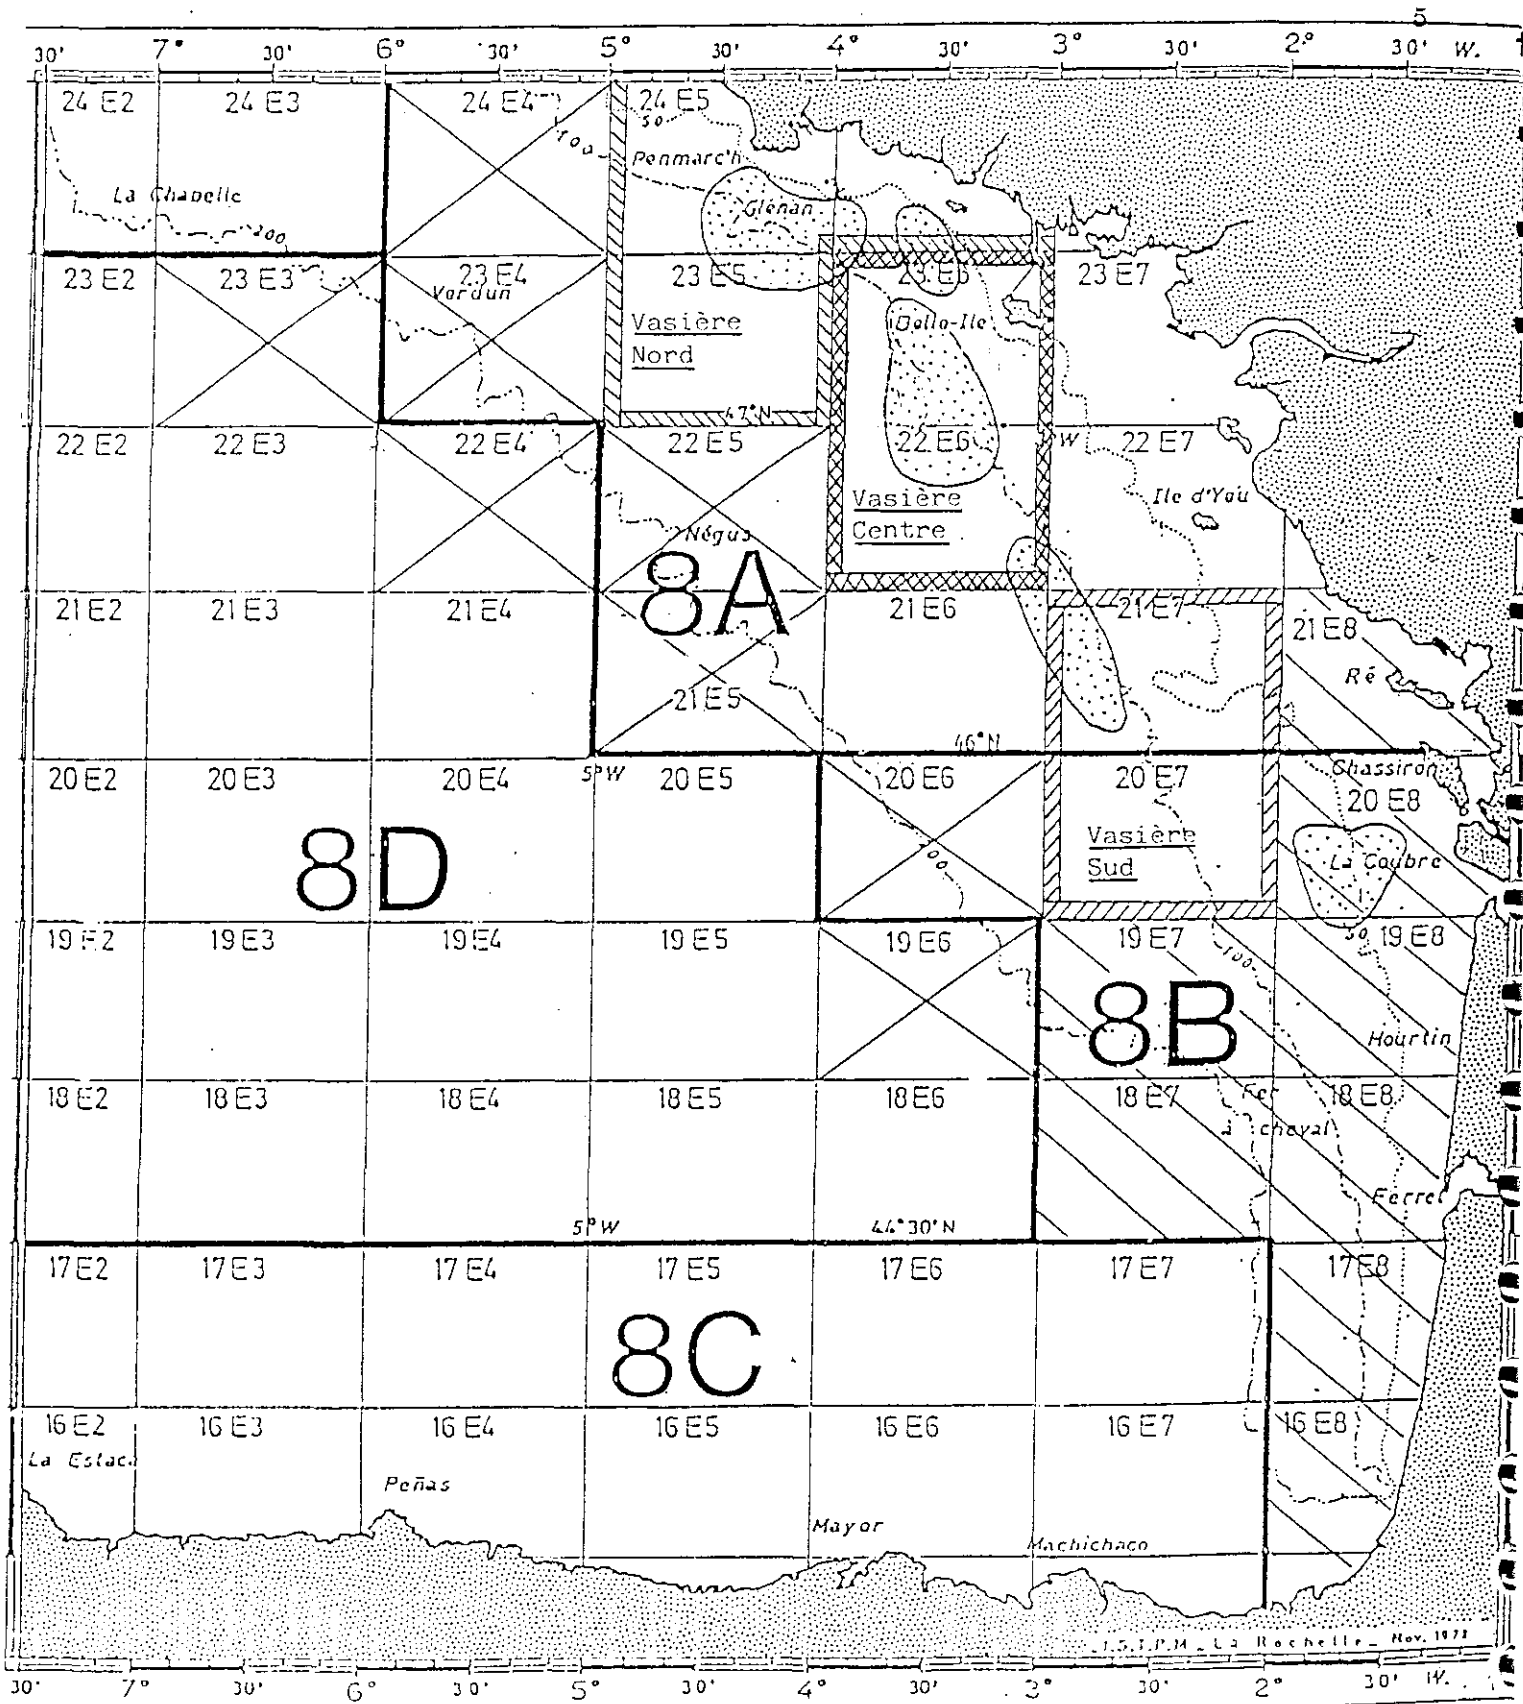 5
30' 7° 30' 6° 30' 5° 30' 4° 30' 3° 30' 2° 30' W.
24 E2 24 E3 24 E4 24 E5
50
100
Penmarc'h
La Chapelle
Glénan
200
23 E2 23 E3 23 E4 23 E5 23 E6 23 E7
Verdun
Vasière
Nord
Belle-Ile
47°N
22 E2 22 E3 22 E4 22 E5 22 E6 W 22 E7
Vasière
Centre
Ile d'Yeu
Négus
8A
21 E2 21 E3 21 E4 21 E6 21 E7 21 E8
Ré
21 E5
46°N
5°W
20 E2 20 E3 20 E4 20 E5 20 E6 20 E7
Chassiron
20 E8
8D
Vasière
Sud
La Coubre
19 E2 19 E3 19 E4 19 E5 19 E6 19 E7 50 19 E8
100
8B
Hourtin
18 E2 18 E3 18 E4 18 E5 18 E6 18 E7 Fer 18 E8
à cheval
Ferret
5°W 44°30'N
17 E2 17 E3 17 E4 17 E5 17 E6 17 E7 17 E8
8C
16 E2 16 E3 16 E4 16 E5 16 E6 16 E7 16 E8
La Estaca
Peñas
Mayor
Machichaco
I.S.T.P.M. La Rochelle - Nov. 1978
30' 7° 30' 6° 30' 5° 30' 4° 30' 3° 30' 2° 30' W.